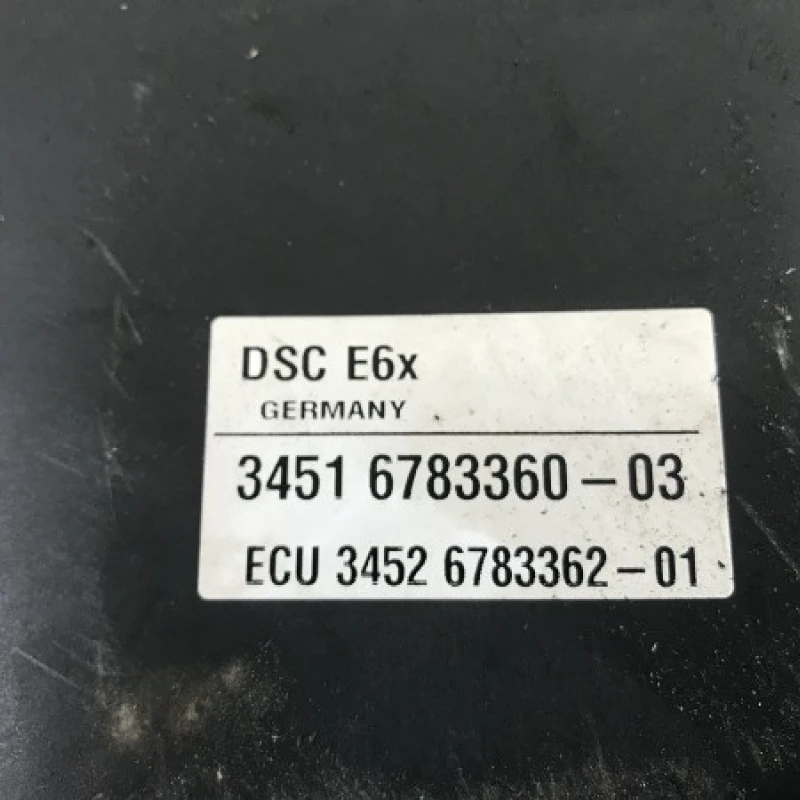 DSC E6x
GERMANY
3451 6783360-03
ECU 3452 6783362-01